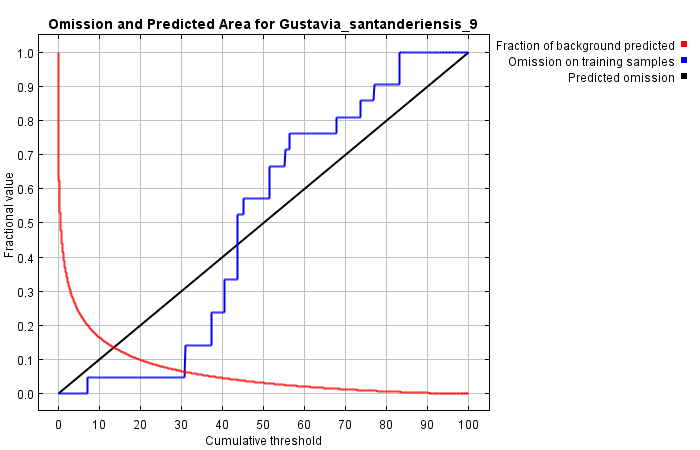 Omission and Predicted Area for Gustavia_santanderiensis_9
Fraction of background predicted
Omission on training samples
Predicted omission
Fractional value
1.0
0.9
0.8
0.7
0.6
0.5
0.4
0.3
0.2
0.1
0.0
0 10 20 30 40 50 60 70 80 90 100
Cumulative threshold